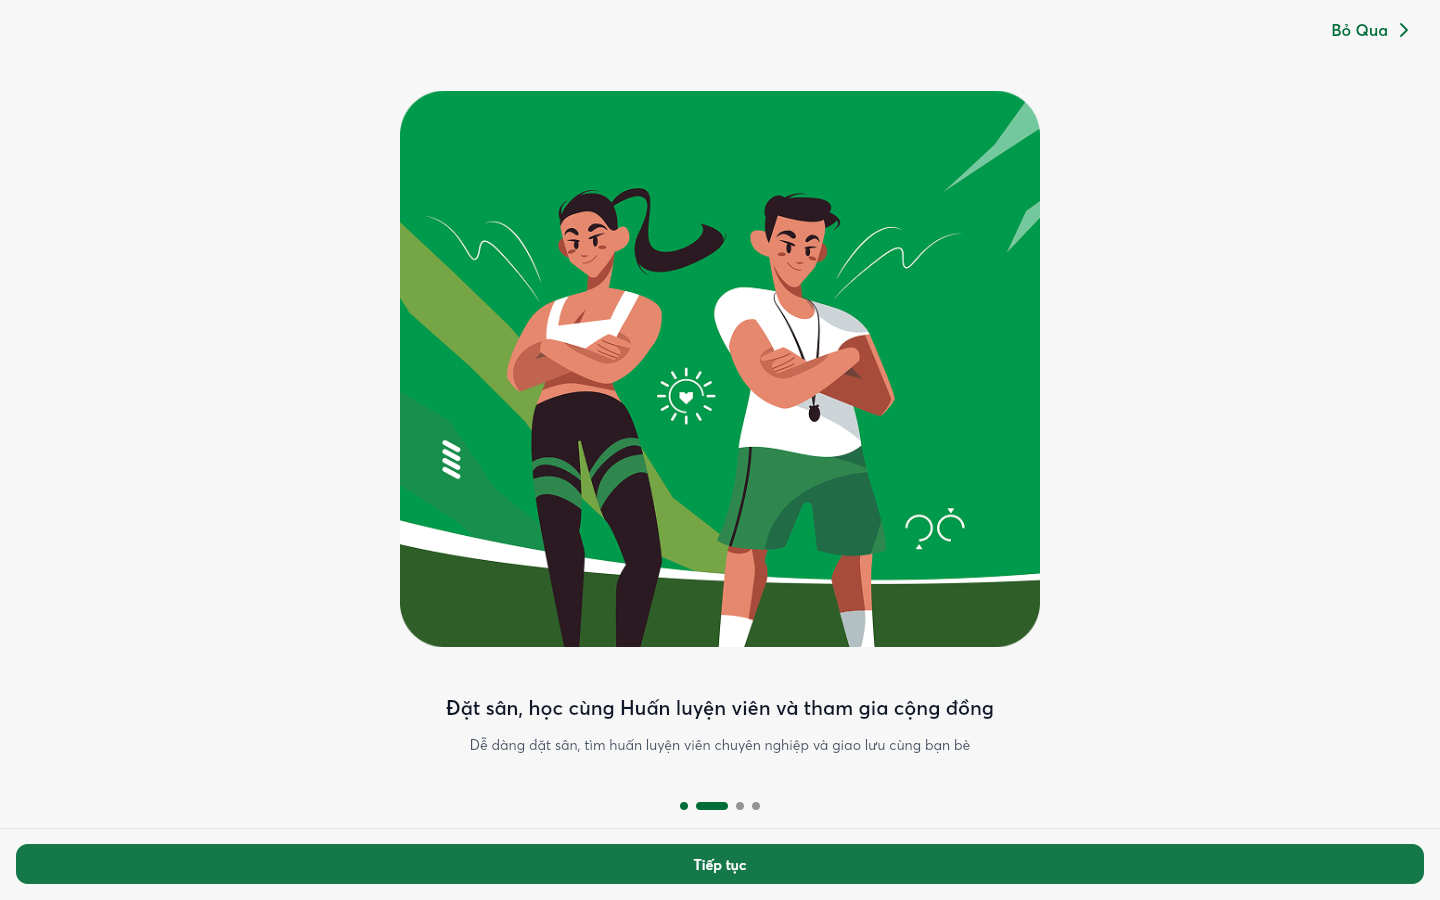 Bỏ Qua
Đặt sân, học cùng Huấn luyện viên và tham gia cộng đồng
Dễ dàng đặt sân, tìm huấn luyện viên chuyên nghiệp và giao lưu cùng bạn bè
Tiếp tục